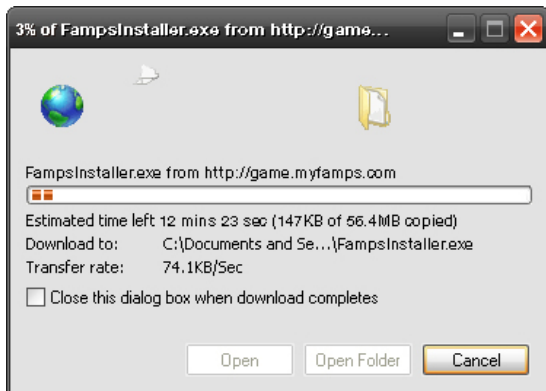 3% of FampsInstaller.exe from http://game...
FampsInstaller.exe from http://game.myfamps.com
Estimated time left 12 mins 23 sec (147KB of 56.4MB copied)
Download to: C:\Documents and Se...\FampsInstaller.exe
Transfer rate: 74.1KB/Sec
Close this dialog box when download completes
Open Open Folder Cancel